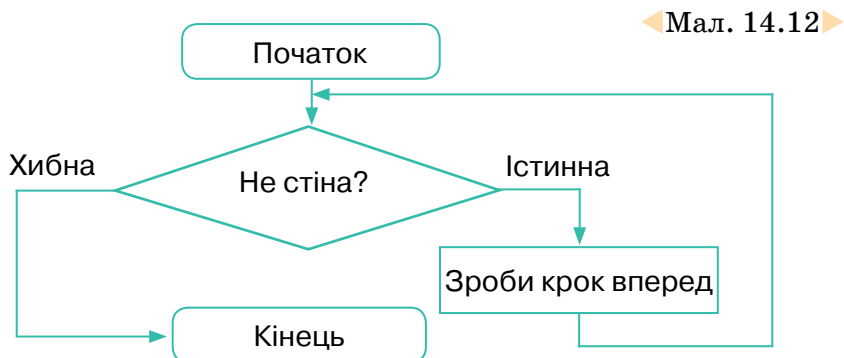 Мал. 14.12
Початок
Не стіна?
Хибна
Істинна
Зроби крок вперед
Кінець